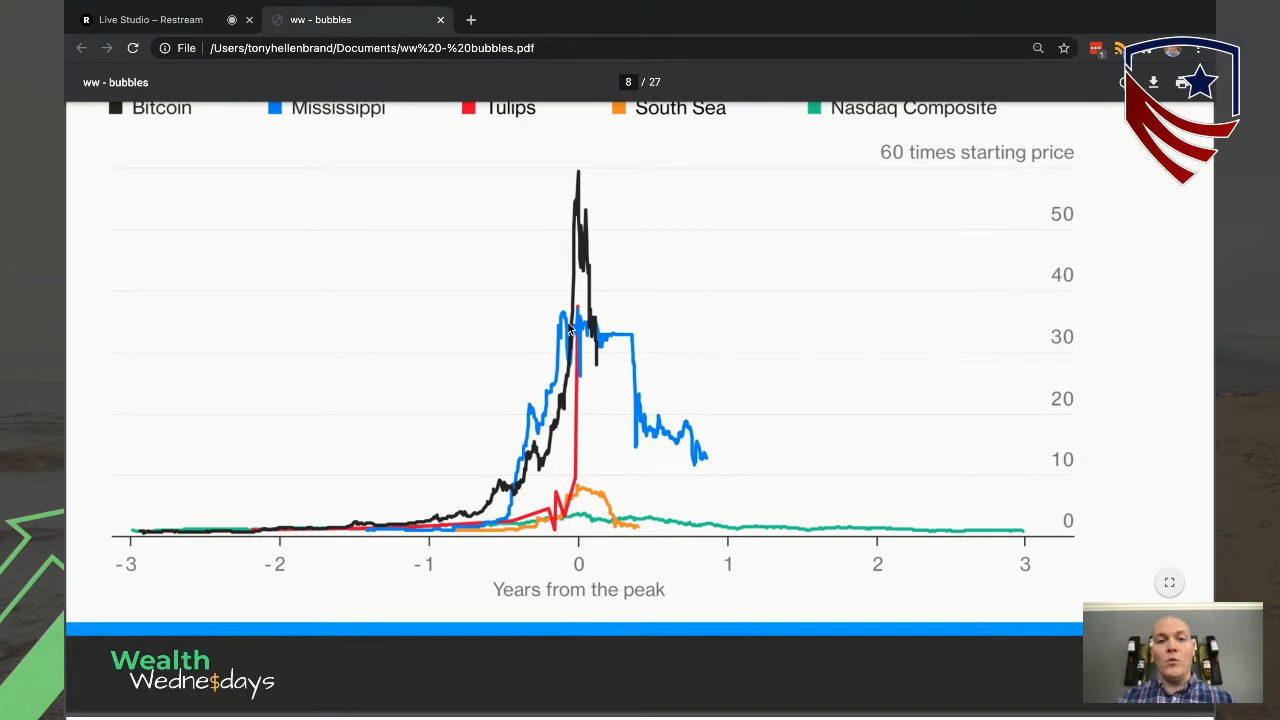 Live Studio – Restream
ww - bubbles
File
/Users/tonyhellenbrand/Documents/ww%20-%20bubbles.pdf
1
ww - bubbles
8 / 27
Bitcoin
Mississippi
Tulips
South Sea
Nasdaq Composite
60 times starting price
50
40
30
20
10
0
-3
-2
-1
0
1
2
3
Years from the peak
Wealth
Wedne$days